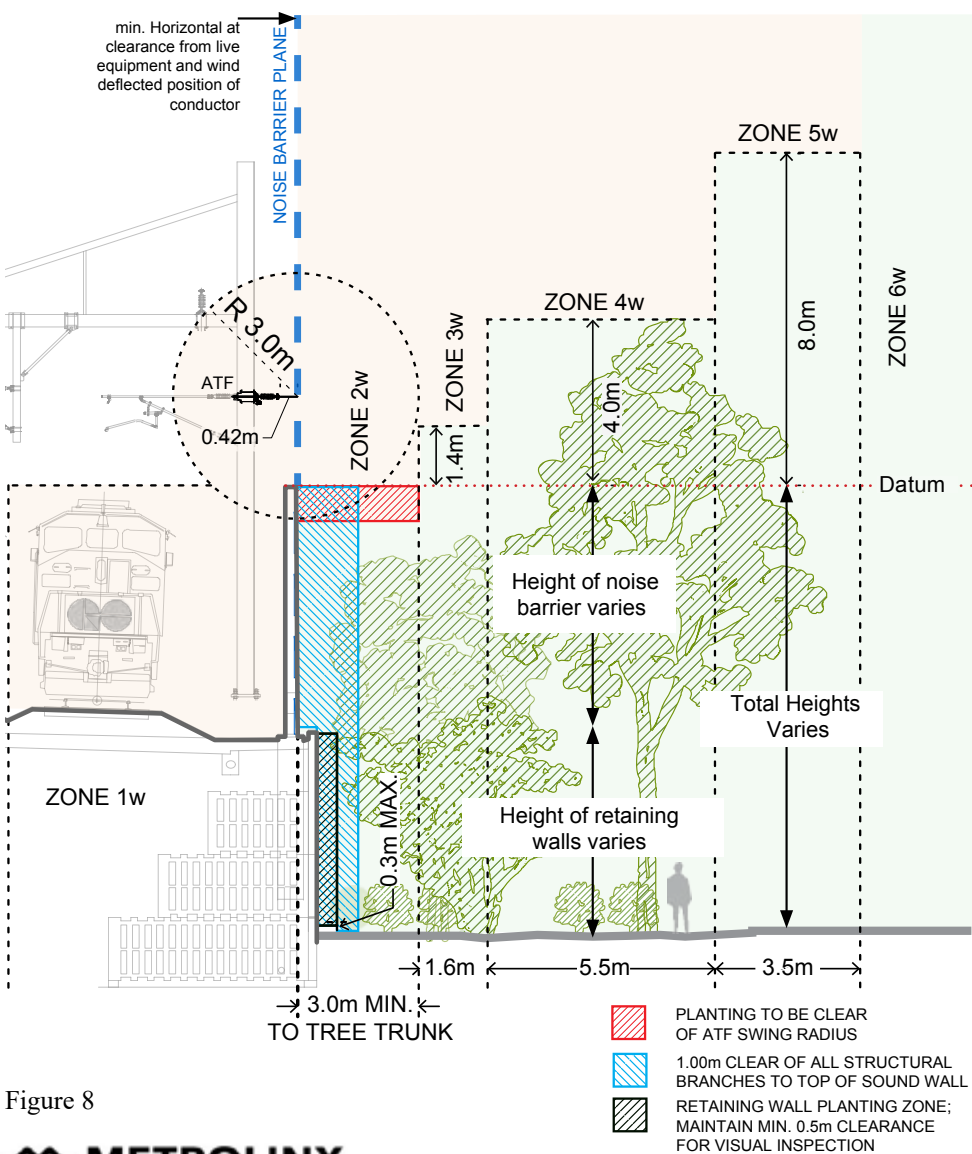 min. Horizontal at
clearance from live
equipment and wind
deflected position of
conductor
NOISE BARRIER PLANE
ZONE 5w
ZONE 4w
ZONE 3w
ZONE 6w
8.0m
R 3.0m
ATF
0.42m
ZONE 2w
4.0m
1.4m
Datum
Height of noise
barrier varies
Total Heights
Varies
ZONE 1w
0.3m MAX.
Height of retaining
walls varies
1.6m
5.5m
3.5m
3.0m MIN.
TO TREE TRUNK
PLANTING TO BE CLEAR
OF ATF SWING RADIUS
1.00m CLEAR OF ALL STRUCTURAL
BRANCHES TO TOP OF SOUND WALL
RETAINING WALL PLANTING ZONE;
MAINTAIN MIN. 0.5m CLEARANCE
FOR VISUAL INSPECTION
Figure 8
METROLINX